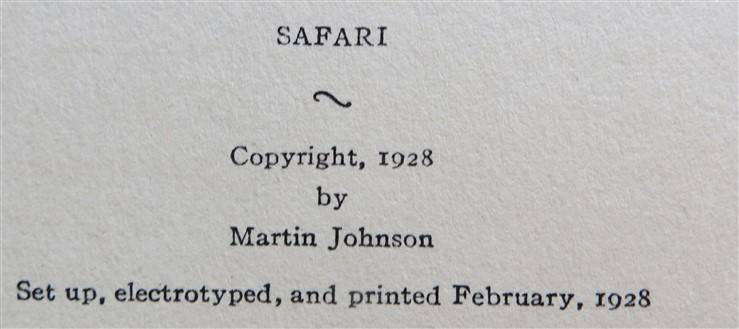 SAFARI
Copyright, 1928
by
Martin Johnson
Set up, electrotyped, and printed February, 1928